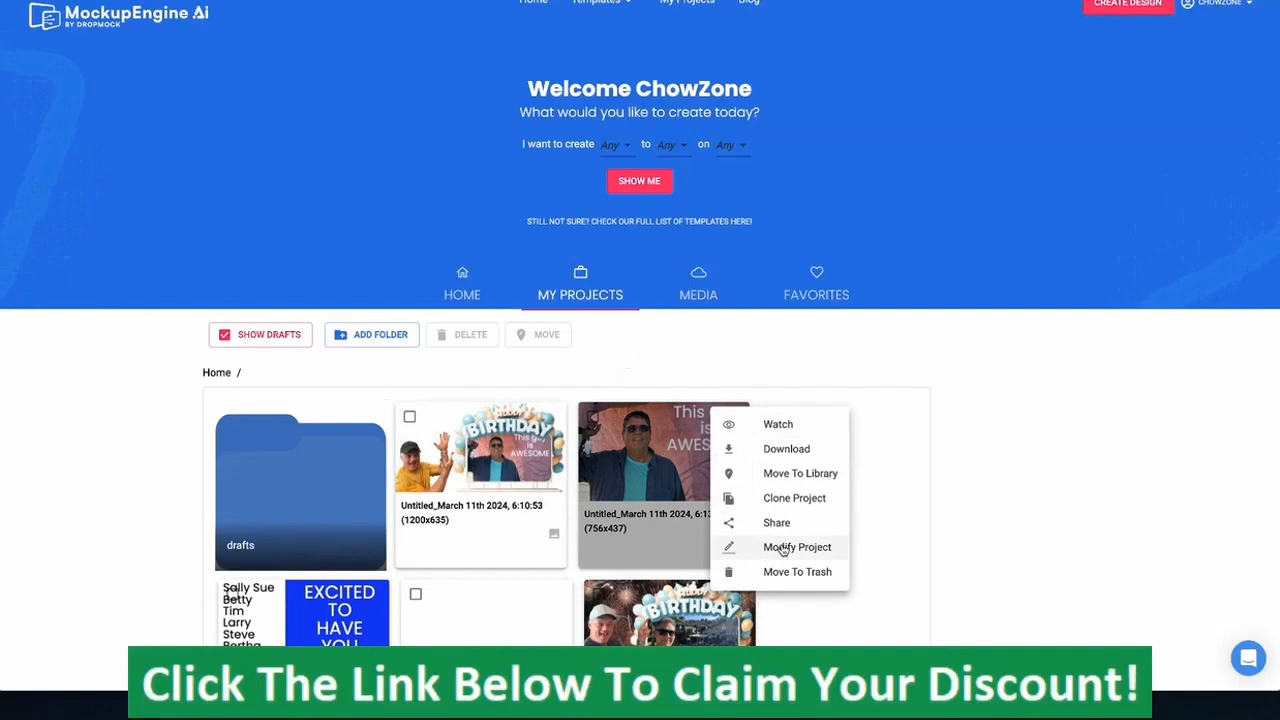 MockupEngine Ai
BY DROPMOCK
Home Templates My Projects Blog
CREATE DESIGN
CHOWZONE
Welcome ChowZone
What would you like to create today?
I want to create Any to Any on Any
SHOW ME
STILL NOT SURE? CHECK OUR FULL LIST OF TEMPLATES HERE!
HOME
MY PROJECTS
MEDIA
FAVORITES
SHOW DRAFTS
ADD FOLDER
DELETE
MOVE
Home /
drafts
HAPPY
BIRTHDAY
This guy
is
AWESOME
Untitled_March 11th 2024, 6:10:53
(1200x635)
This
is
AWES
Untitled_March 11th 2024, 6:1
(756x437)
Watch
Download
Move To Library
Clone Project
Share
Modify Project
Move To Trash
Sally Sue
Betty
Tim
Larry
Steve
Bertha
EXCITED
TO
HAVE
YOU
BIRTHDAY
Click The Link Below To Claim Your Discount!